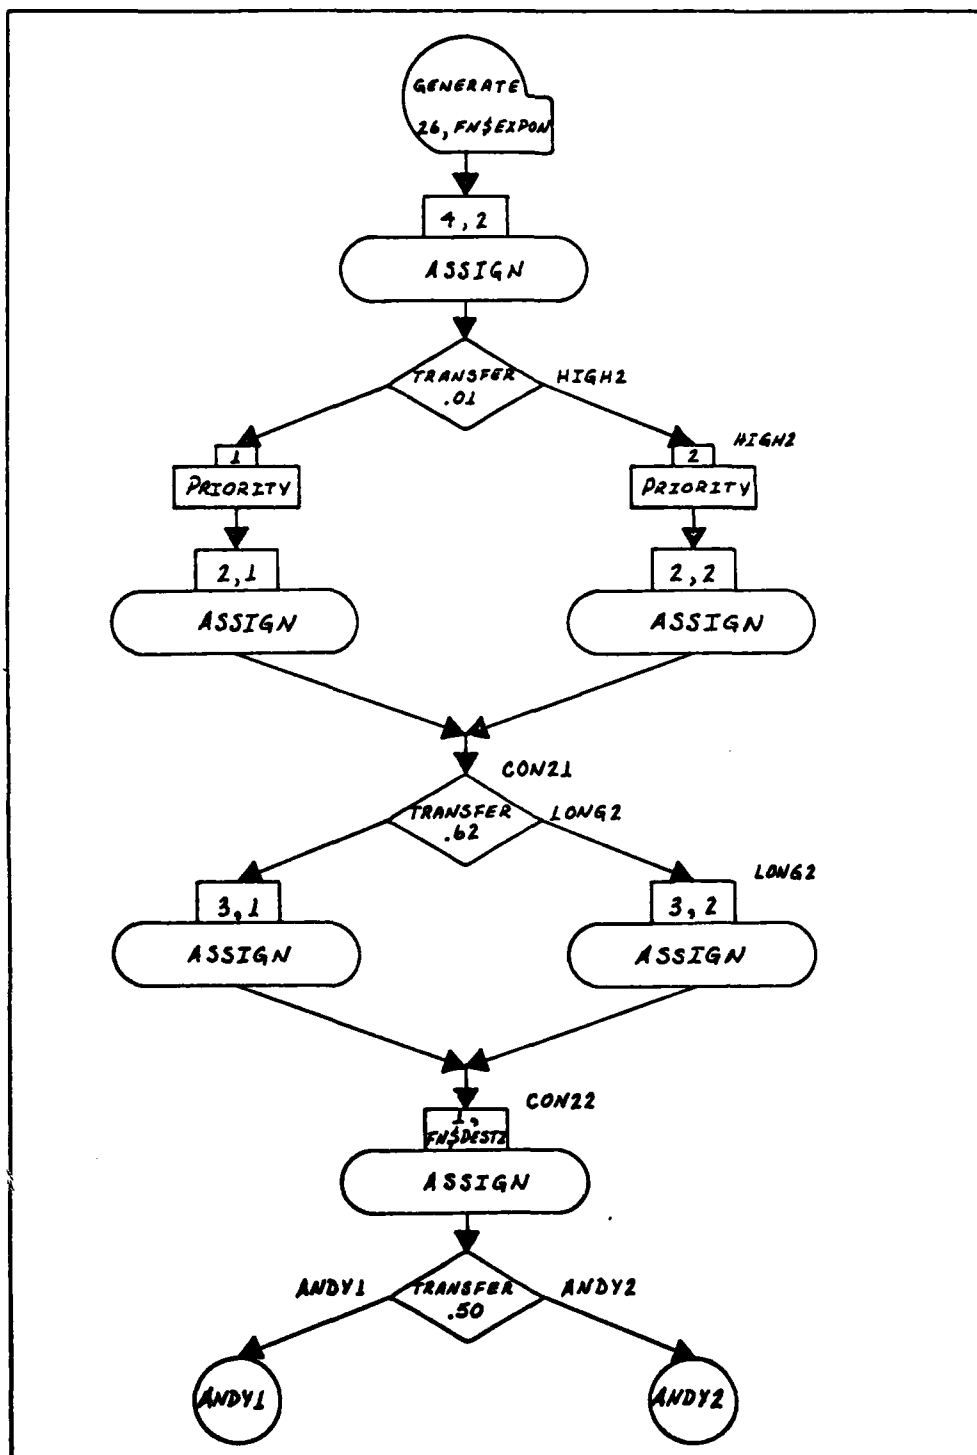 GENERATE
26, FN$EXPON
4, 2
ASSIGN
TRANSFER
.01
HIGH2
HIGH2
1
PRIORITY
2
PRIORITY
2, 1
ASSIGN
2, 2
ASSIGN
CON21
TRANSFER
.62
LONG2
LONG2
3, 1
ASSIGN
3, 2
ASSIGN
CON22
1,
FN$DEST2
ASSIGN
ANDY1
TRANSFER
.50
ANDY2
ANDY1
ANDY2